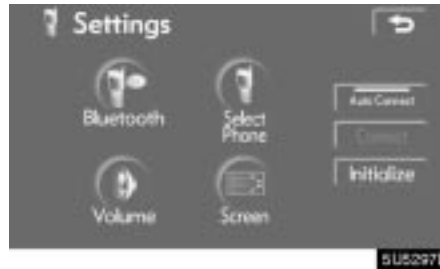 Settings
Bluetooth
Select
Phone
Auto Connect
Connect
Initialize
Volume
Screen
5U5297